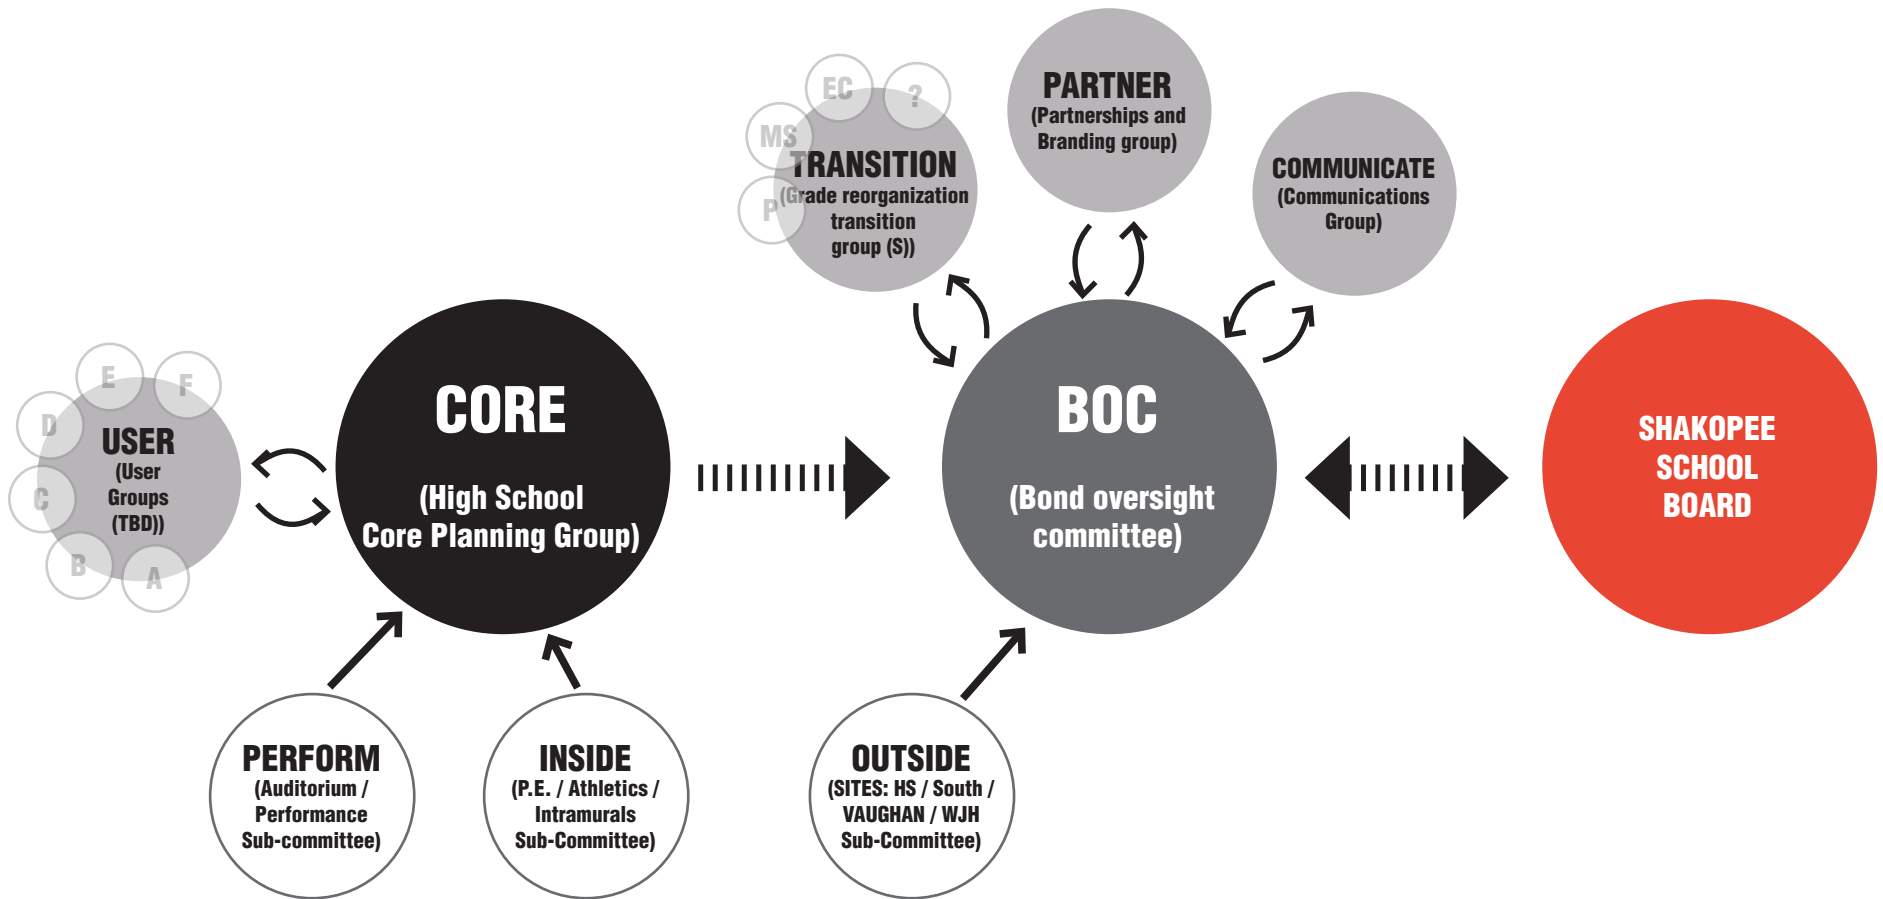 EC
?
MS
P
TRANSITION
(Grade reorganization
transition
group (S))
PARTNER
(Partnerships and
Branding group)
COMMUNICATE
(Communications
Group)
E
F
D
C
B
A
USER
(User
Groups
(TBD))
CORE
(High School
Core Planning Group)
BOC
(Bond oversight
committee)
SHAKOPEE
SCHOOL
BOARD
PERFORM
(Auditorium /
Performance
Sub-committee)
INSIDE
(P.E. / Athletics /
Intramurals
Sub-Committee)
OUTSIDE
(SITES: HS / South /
VAUGHAN / WJH
Sub-Committee)